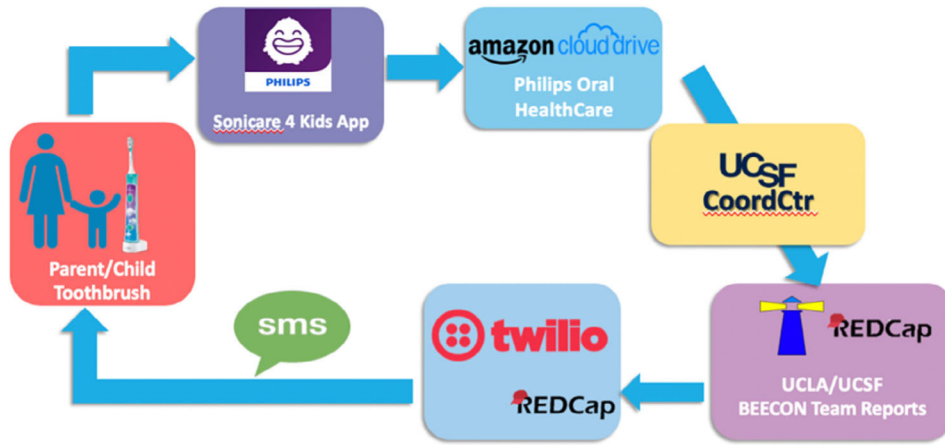 PHILIPS
Sonicare 4 Kids App
amazon cloud drive
Philips Oral
HealthCare
UCSF
CoordCtr
REDCap
UCLA/UCSF
BEECON Team Reports
twilio
REDCap
sms
Parent/Child
Toothbrush